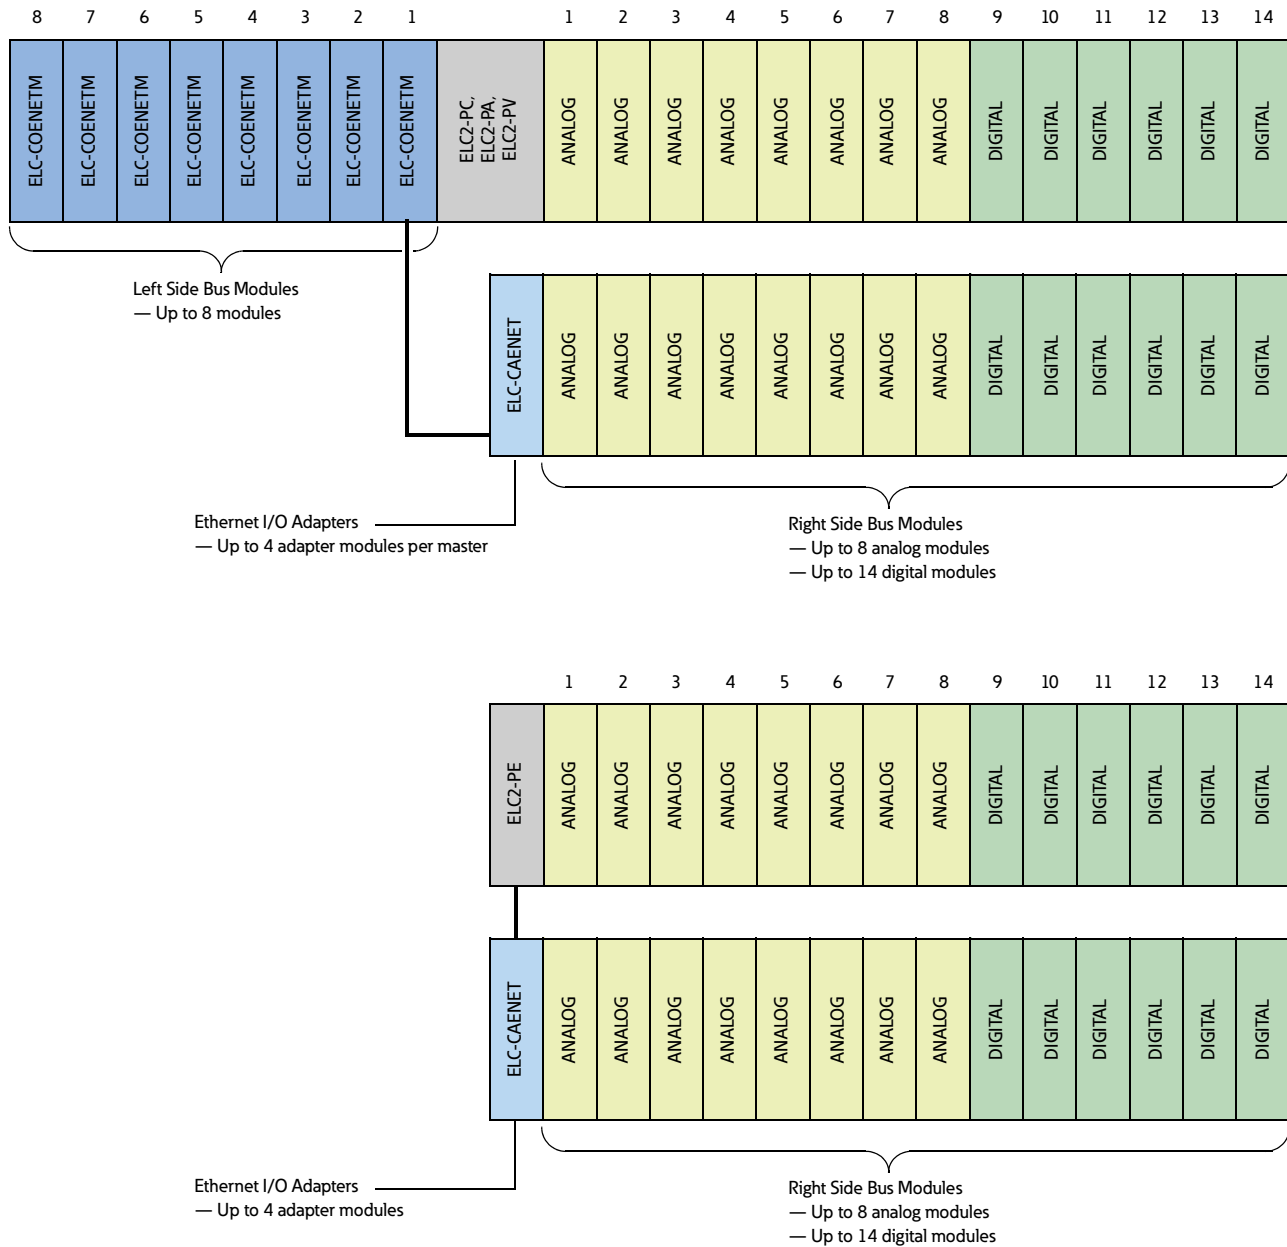 8 7 6 5 4 3 2 1 1 2 3 4 5 6 7 8 9 10 11 12 13 14
ELC-COENETM
ELC-COENETM
ELC-COENETM
ELC-COENETM
ELC-COENETM
ELC-COENETM
ELC-COENETM
ELC-COENETM
ELC2-PC,
ELC2-PA,
ELC2-PV
ANALOG
ANALOG
ANALOG
ANALOG
ANALOG
ANALOG
ANALOG
ANALOG
DIGITAL
DIGITAL
DIGITAL
DIGITAL
DIGITAL
DIGITAL
Left Side Bus Modules
— Up to 8 modules
ELC-CAENET
ANALOG
ANALOG
ANALOG
ANALOG
ANALOG
ANALOG
ANALOG
ANALOG
DIGITAL
DIGITAL
DIGITAL
DIGITAL
DIGITAL
DIGITAL
Ethernet I/O Adapters
— Up to 4 adapter modules per master
Right Side Bus Modules
— Up to 8 analog modules
— Up to 14 digital modules
1 2 3 4 5 6 7 8 9 10 11 12 13 14
ELC2-PE
ANALOG
ANALOG
ANALOG
ANALOG
ANALOG
ANALOG
ANALOG
ANALOG
DIGITAL
DIGITAL
DIGITAL
DIGITAL
DIGITAL
DIGITAL
ELC-CAENET
ANALOG
ANALOG
ANALOG
ANALOG
ANALOG
ANALOG
ANALOG
ANALOG
DIGITAL
DIGITAL
DIGITAL
DIGITAL
DIGITAL
DIGITAL
Ethernet I/O Adapters
— Up to 4 adapter modules
Right Side Bus Modules
— Up to 8 analog modules
— Up to 14 digital modules